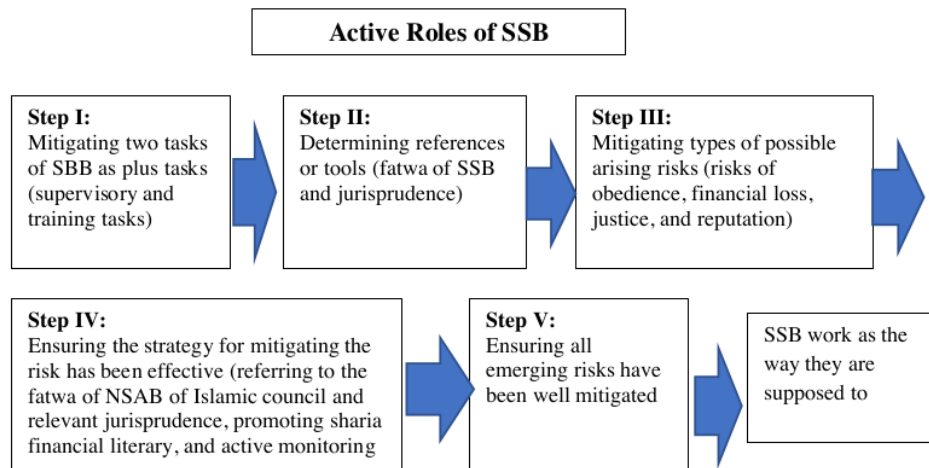 Active Roles of SSB
Step I:
Mitigating two tasks
of SBB as plus tasks
(supervisory and
training tasks)
Step II:
Determining references
or tools (fatwa of SSB
and jurisprudence)
Step III:
Mitigating types of possible
arising risks (risks of
obedience, financial loss,
justice, and reputation)
Step IV:
Ensuring the strategy for mitigating the
risk has been effective (referring to the
fatwa of NSAB of Islamic council and
relevant jurisprudence, promoting sharia
financial literary, and active monitoring
Step V:
Ensuring all
emerging risks have
been well mitigated
SSB work as the
way they are
supposed to